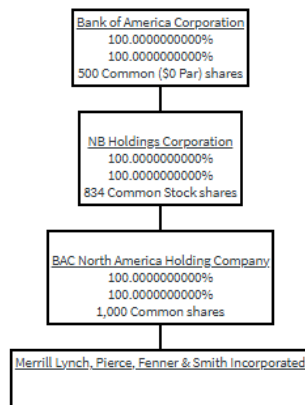 Bank of America Corporation
100.0000000000%
100.0000000000%
500 Common ($0 Par) shares
NB Holdings Corporation
100.0000000000%
100.0000000000%
834 Common Stock shares
BAC North America Holding Company
100.0000000000%
100.0000000000%
1,000 Common shares
Merrill Lynch, Pierce, Fenner & Smith Incorporated